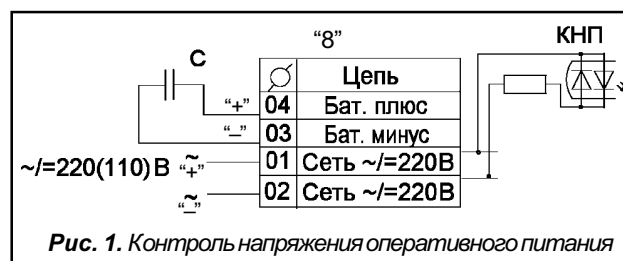 “8”
КНП
C
Ø Цепь
“+” 04 Бат. плюс
“–” 03 Бат. минус
~/=220(110) В “~+” 01 Сеть ~/=220В
“~–” 02 Сеть ~/=220В
Рис. 1. Контроль напряжения оперативного питания